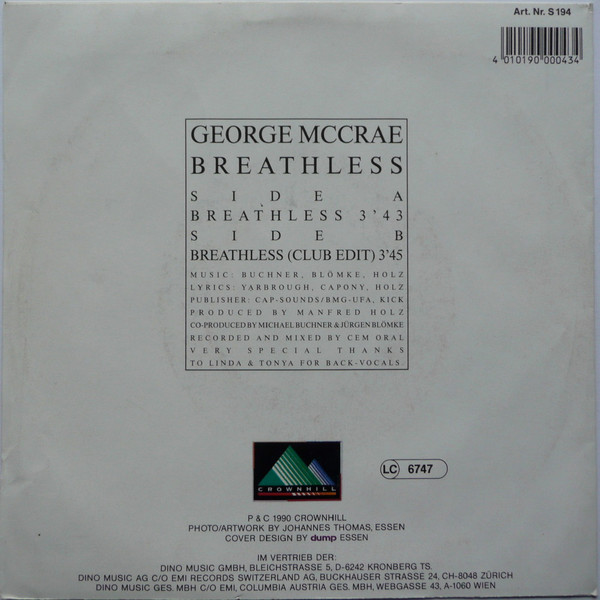 Art. Nr. S 194
4 010190 000434
GEORGE MCCRAE
BREATHLESS
SIDE A
BREATHLESS 3'43
SIDE B
BREATHLESS (CLUB EDIT) 3'45
MUSIC: BUCHNER, BLÖMKE, HOLZ
LYRICS: YARBROUGH, CAPONY, HOLZ
PUBLISHER: CAP-SOUNDS/BMG-UFA, KICK
PRODUCED BY MANFRED HOLZ
CO-PRODUCED BY MICHAEL BUCHNER & JÜRGEN BLÖMKE
RECORDED AND MIXED BY CEM ORAL
VERY SPECIAL THANKS
TO LINDA & TONYA FOR BACK-VOCALS
CROWNHILL
LC 6747
P & C 1990 CROWNHILL
PHOTO/ARTWORK BY JOHANNES THOMAS, ESSEN
COVER DESIGN BY dump ESSEN
IM VERTRIEB DER:
DINO MUSIC GMBH, BLEICHSTRASSE 5, D-6242 KRONBERG TS.
DINO MUSIC AG C/O EMI RECORDS SWITZERLAND AG, BUCKHAUSER STRASSE 24, CH-8048 ZÜRICH
DINO MUSIC GES. MBH C/O EMI, COLUMBIA AUSTRIA GES. MBH, WEBGASSE 43, A-1060 WIEN